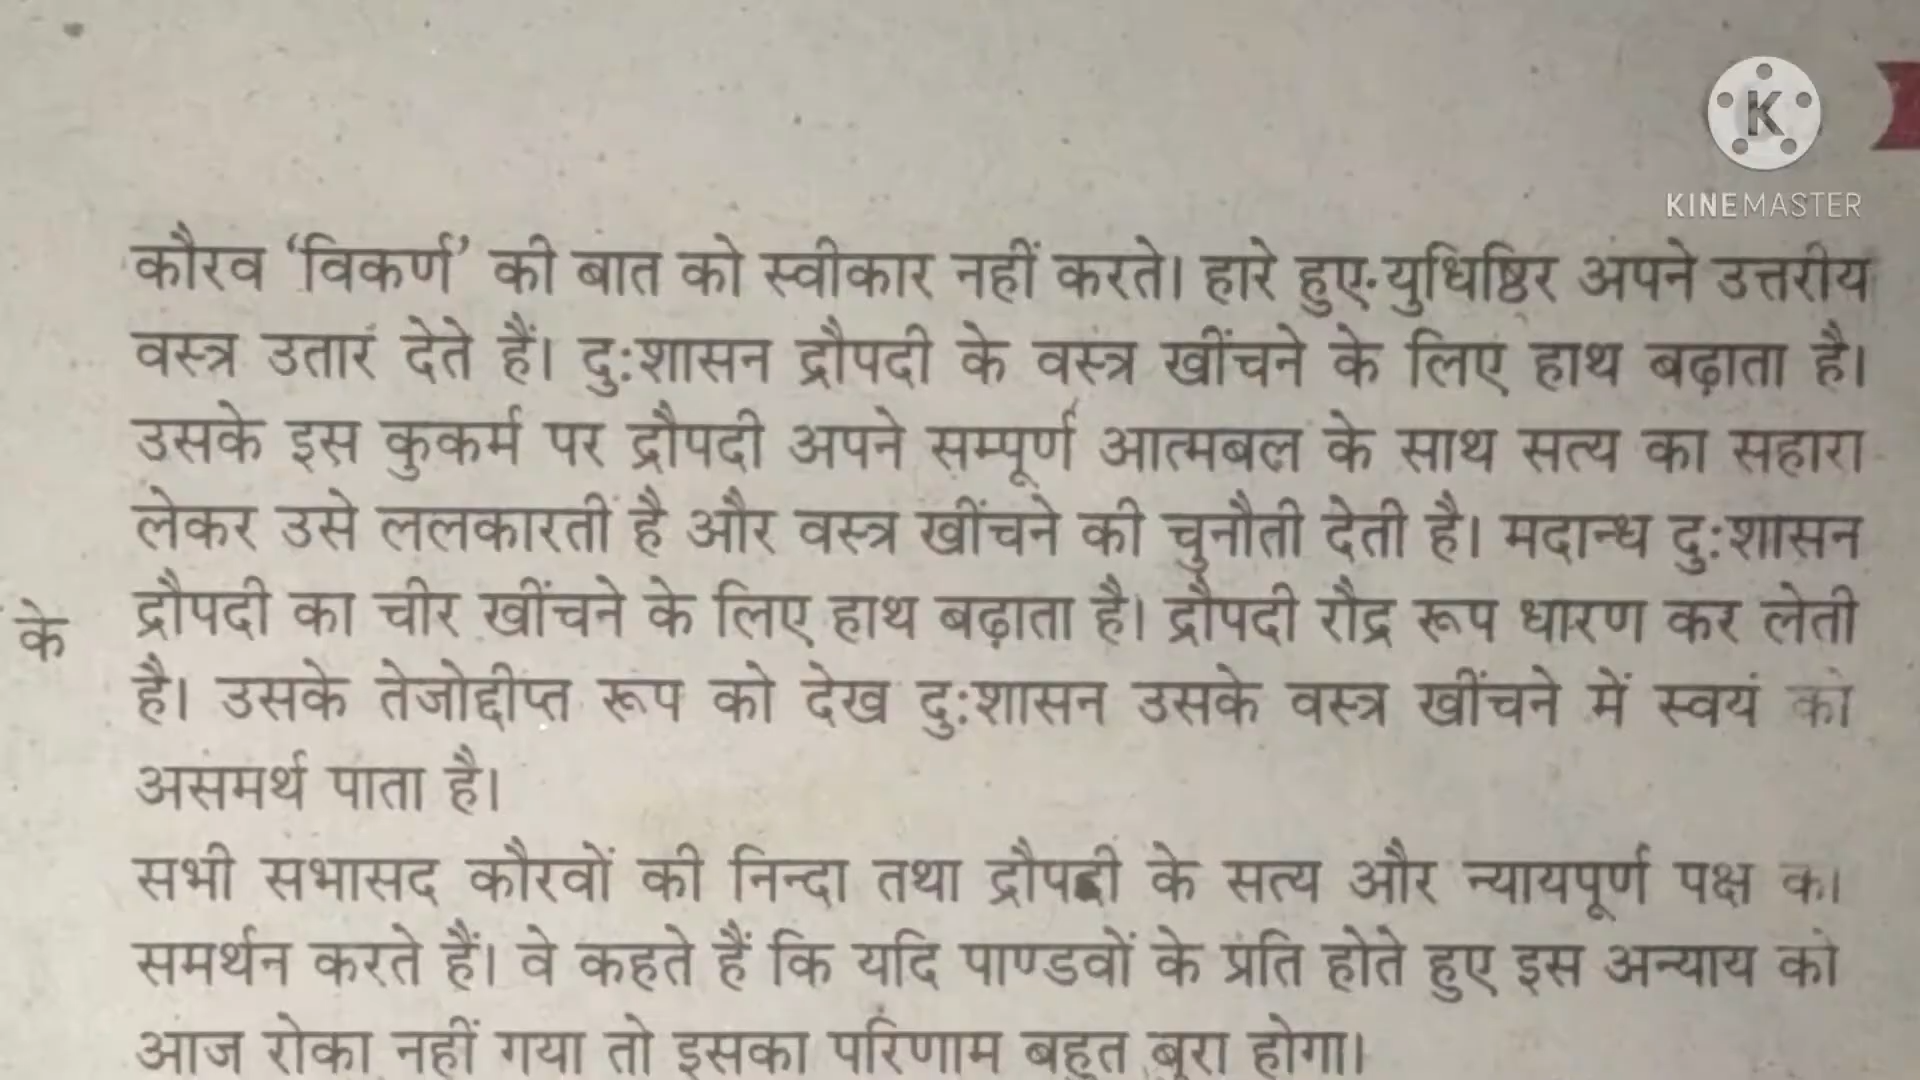 KINEMASTER
कौरव ‘विकर्ण’ की बात को स्वीकार नहीं करते। हारे हुए युधिष्ठिर अपने उत्तरीय
वस्त्र उतार देते हैं। दुःशासन द्रौपदी के वस्त्र खींचने के लिए हाथ बढ़ाता है।
उसके इस कुकर्म पर द्रौपदी अपने सम्पूर्ण आत्मबल के साथ सत्य का सहारा
लेकर उसे ललकारती है और वस्त्र खींचने की चुनौती देती है। मदान्ध दुःशासन
के
द्रौपदी का चीर खींचने के लिए हाथ बढ़ाता है। द्रौपदी रौद्र रूप धारण कर लेती
है। उसके तेजोद्दीप्त रूप को देख दुःशासन उसके वस्त्र खींचने में स्वयं को
असमर्थ पाता है।
सभी सभासद कौरवों की निन्दा तथा द्रौपदी के सत्य और न्यायपूर्ण पक्ष का
समर्थन करते हैं। वे कहते हैं कि यदि पाण्डवों के प्रति होते हुए इस अन्याय को
आज रोका नहीं गया तो इसका परिणाम बहुत बुरा होगा।